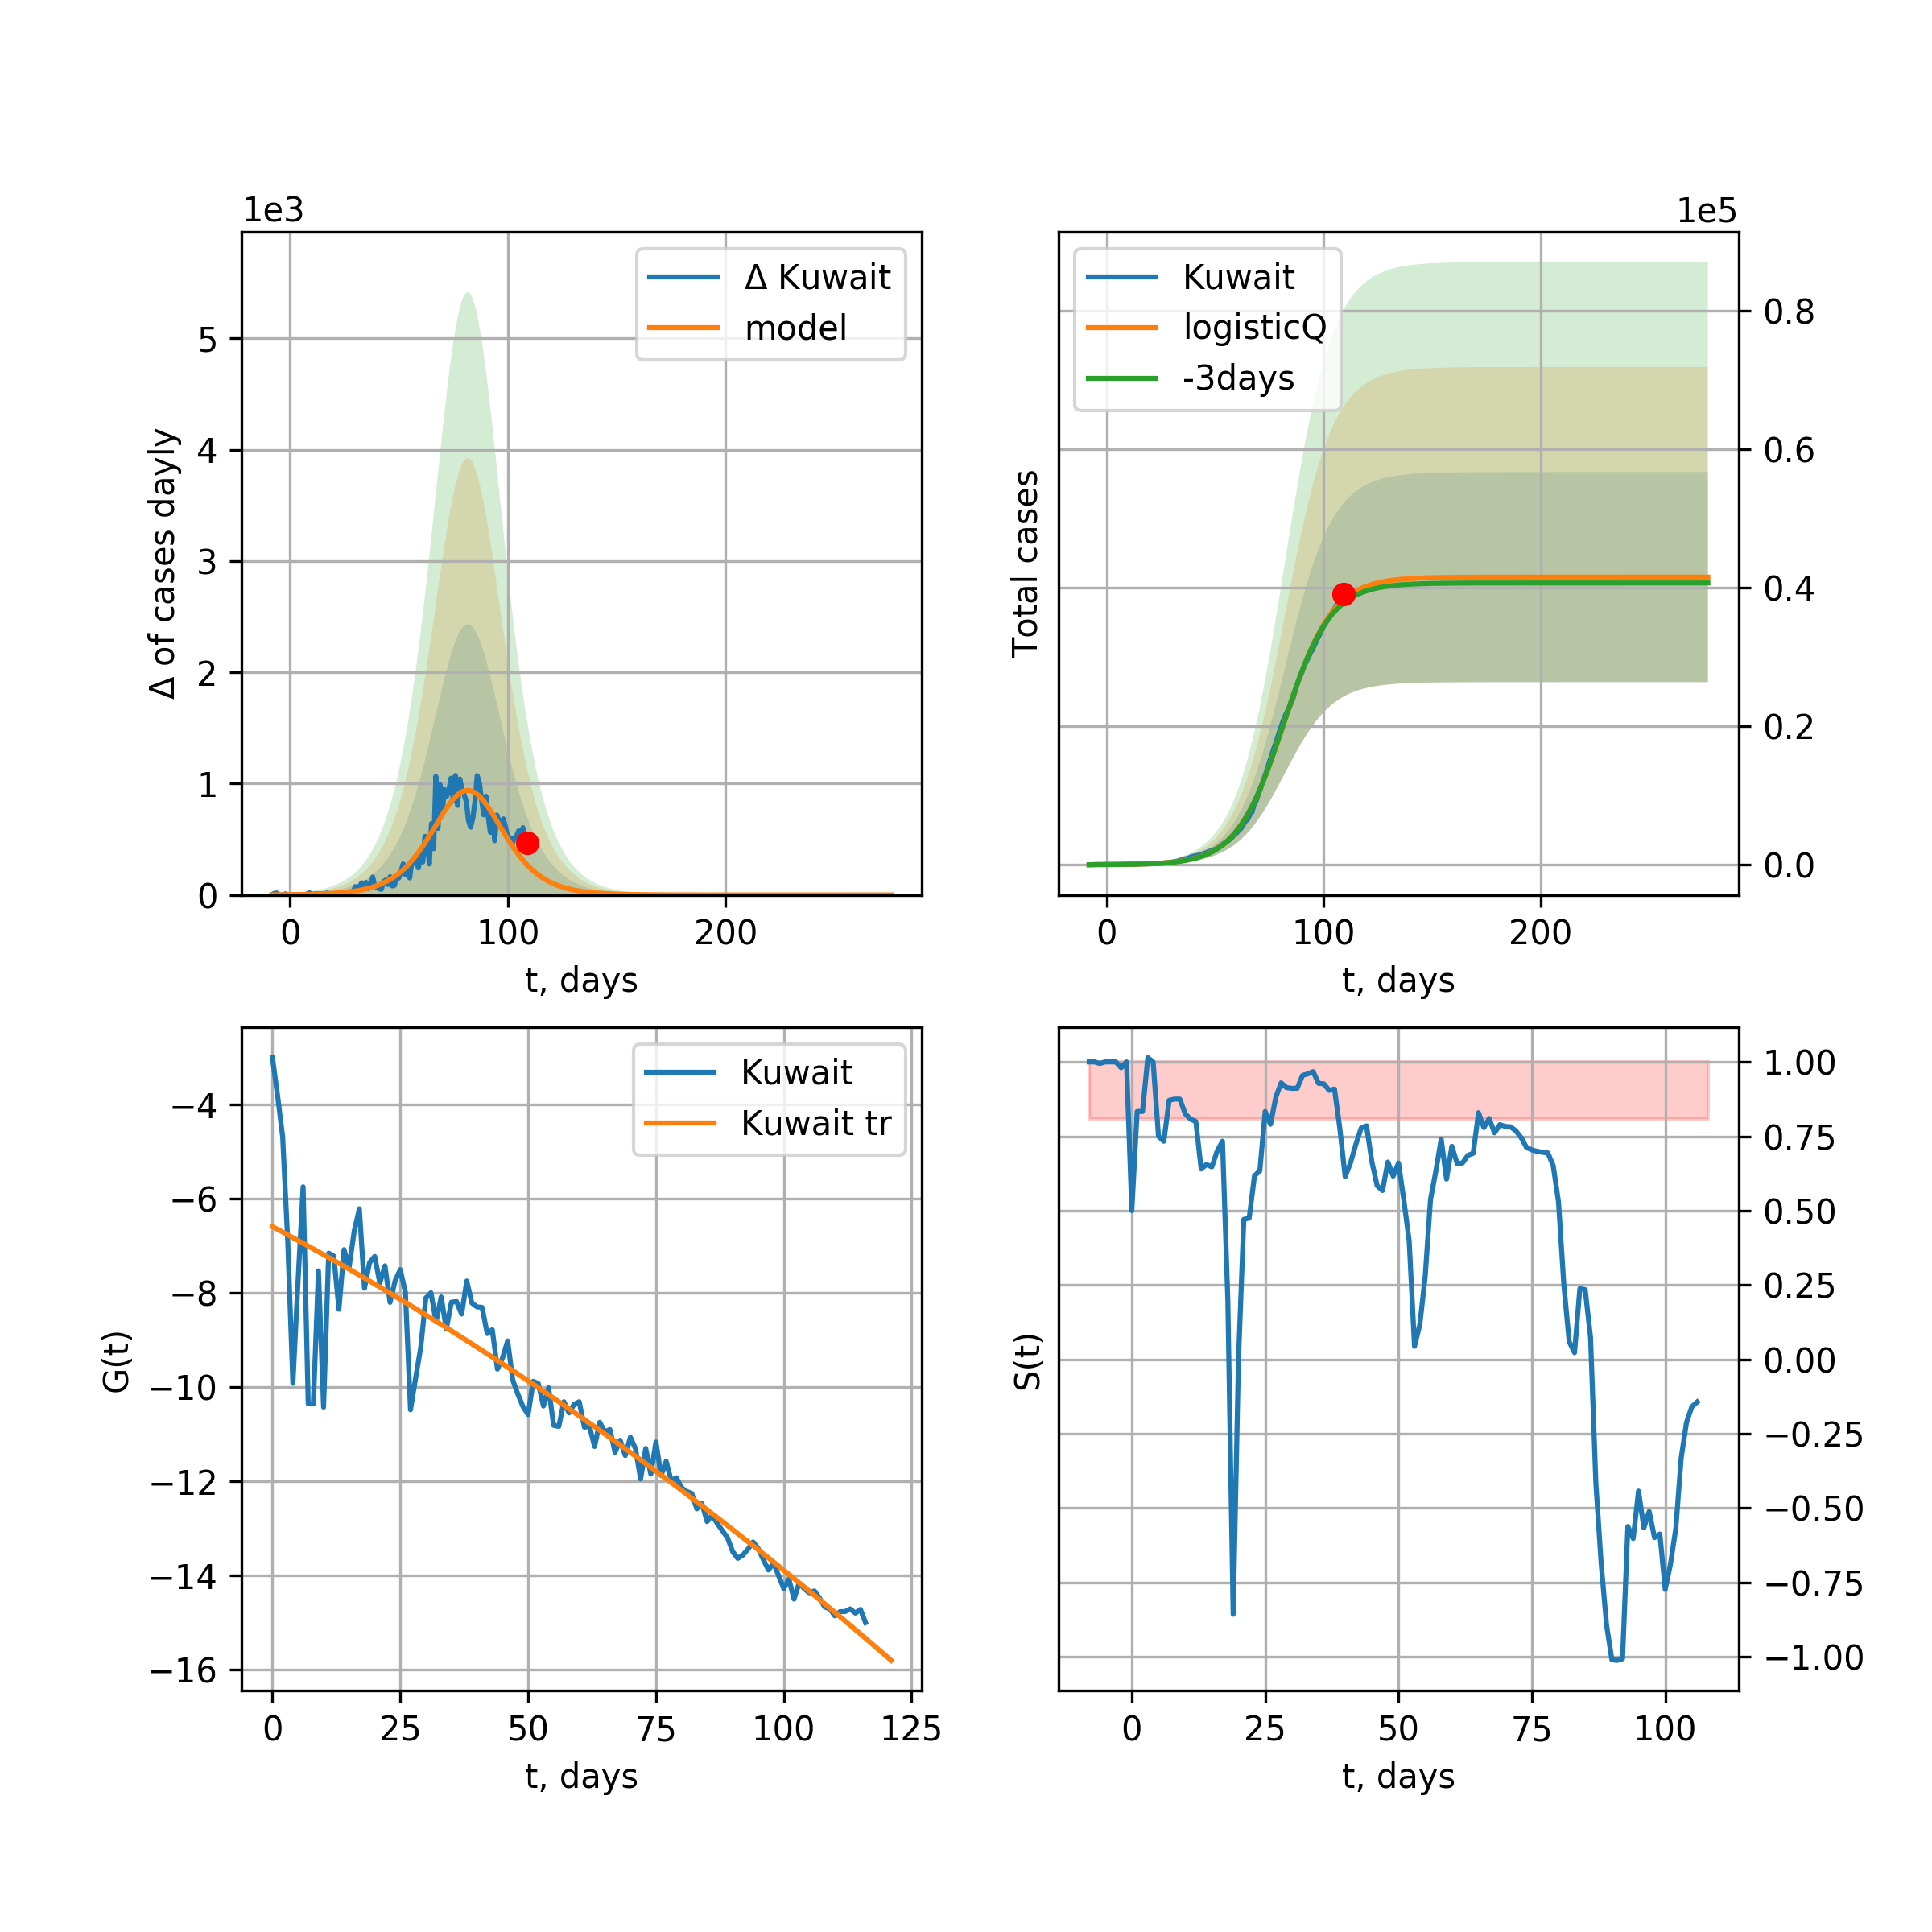 1e3
Δ Kuwait
model
5
4
3
2
1
0
Δ of cases dayly
0 100 200
t, days
1e5
Kuwait
logisticQ
-3days
0.8
0.6
0.4
0.2
0.0
Total cases
0 100 200
t, days
Kuwait
Kuwait tr
−4
−6
−8
−10
−12
−14
−16
G(t)
0 25 50 75 100 125
t, days
1.00
0.75
0.50
0.25
0.00
−0.25
−0.50
−0.75
−1.00
S(t)
0 25 50 75 100
t, days